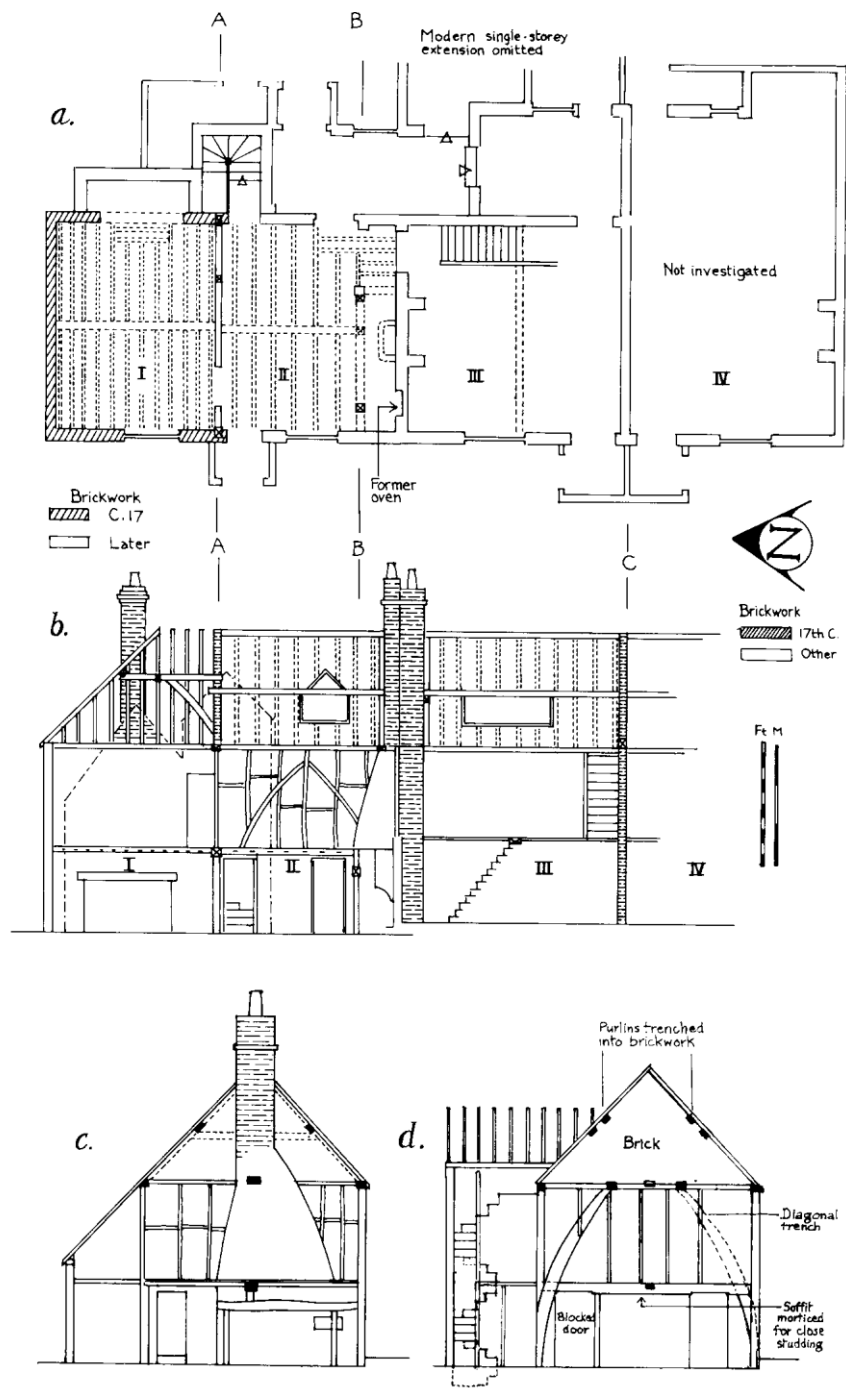 A
B
Modern single-storey
extension omitted
a.
Not investigated
I
II
III
IV
Former
oven
Brickwork
C.17
Later
A
B
C
N
b.
Brickwork
17th C.
Other
Ft M
I
II
III
IV
Purlins trenched
into brickwork
c.
d.
Brick
Diagonal
trench
Blocked
door
Soffit
morticed
for close
studding